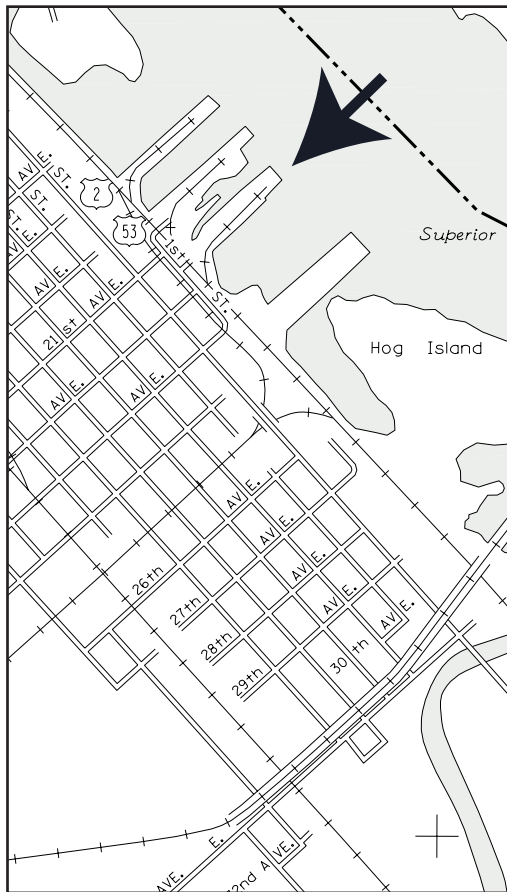 AV E.
ST.
2
ST.
ST.
53
AV E.
Superior
1st
AV E.
AV E.
ST.
21st
Hog Island
AV E.
AV E.
AV E.
AV E.
26th
AV E.
27th
AV E.
28th
AV E.
30th
29th
E.
AVE.
2nd AVE.